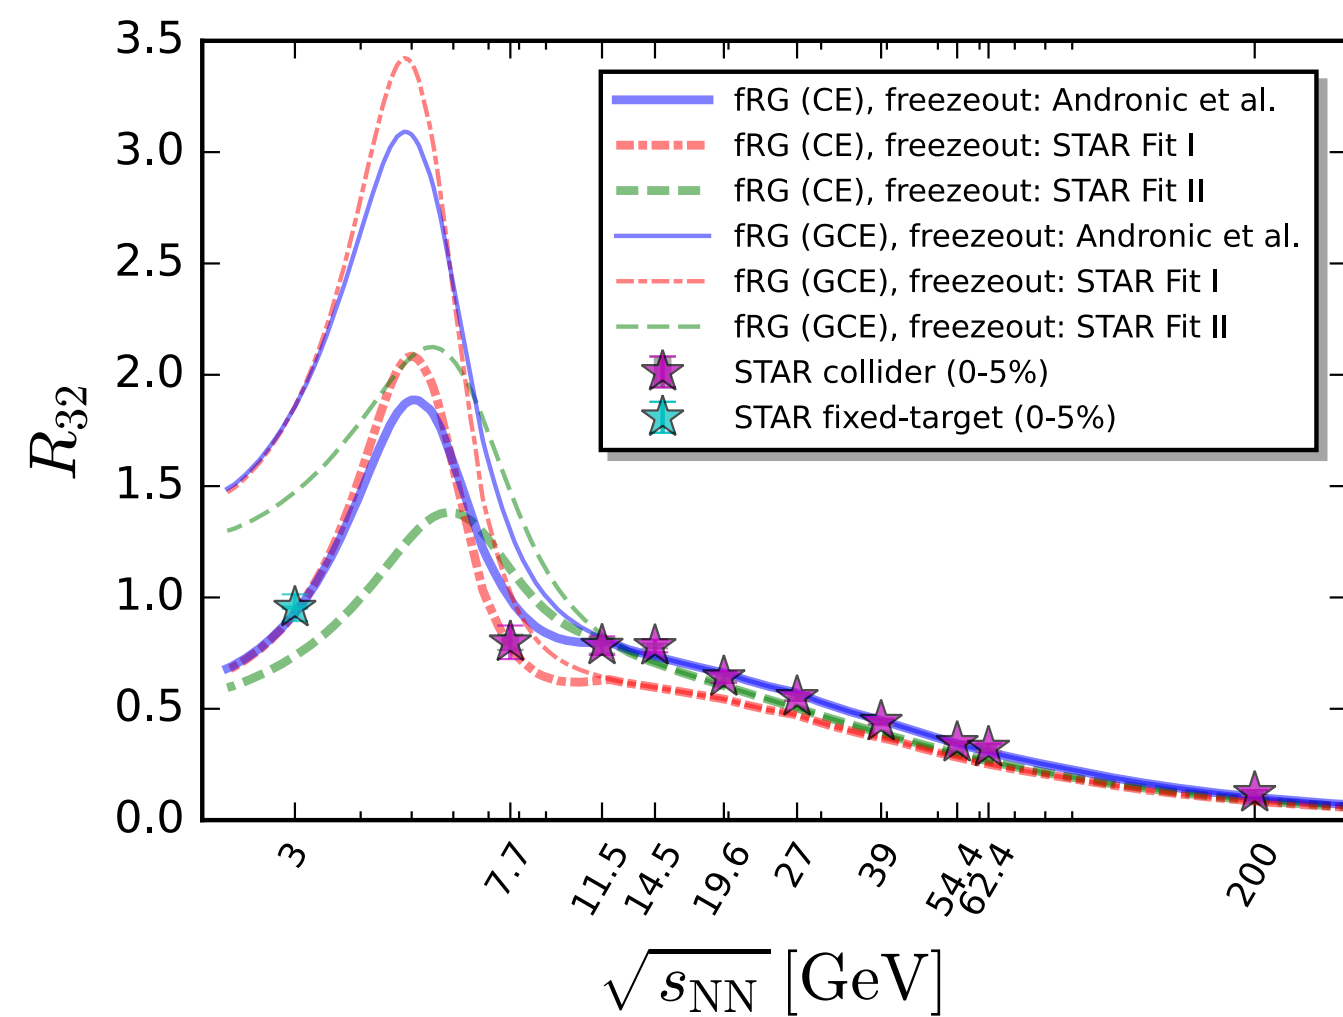 3.5
3.0
2.5
2.0
1.5
1.0
0.5
0.0
R32
fRG (CE), freezeout: Andronic et al.
fRG (CE), freezeout: STAR Fit I
fRG (CE), freezeout: STAR Fit II
fRG (GCE), freezeout: Andronic et al.
fRG (GCE), freezeout: STAR Fit I
fRG (GCE), freezeout: STAR Fit II
STAR collider (0-5%)
STAR fixed-target (0-5%)
3 7.7 11.5 14.5 19.6 27 39 54.4 62.4 200
√sNN [GeV]